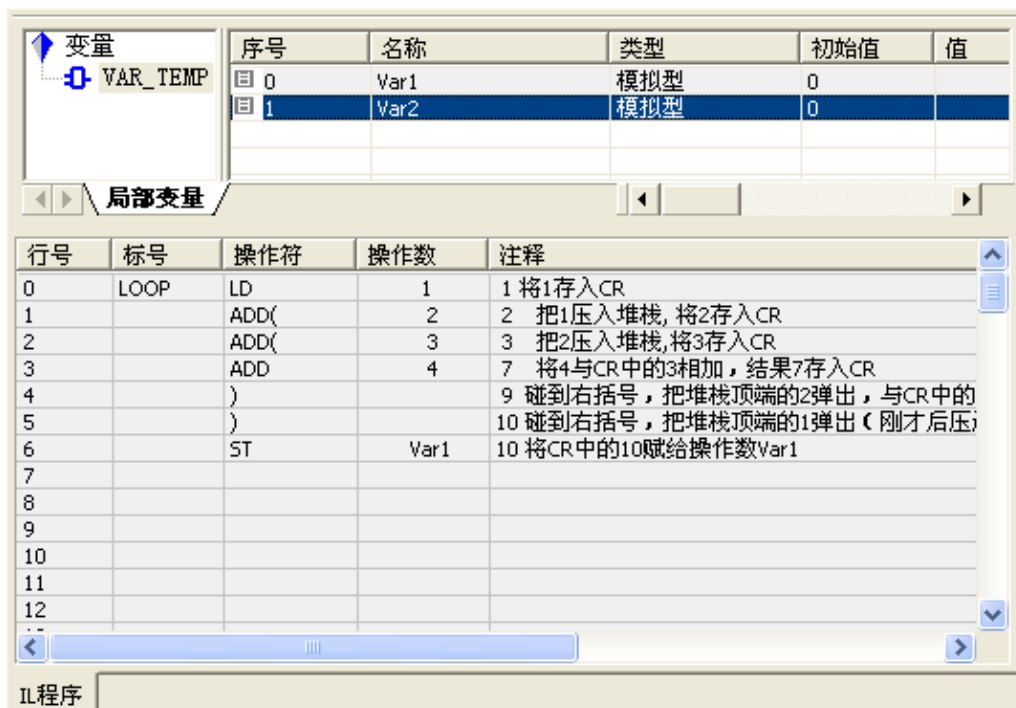 变量
VAR_TEMP
序号 名称 类型 初始值 值
0 Var1 模拟型 0
1 Var2 模拟型 0
局部变量
行号 标号 操作符 操作数 注释
0 LOOP LD 1 1 将1存入CR
1 ADD( 2 2 把1压入堆栈, 将2存入CR
2 ADD( 3 3 把2压入堆栈,将3存入CR
3 ADD 4 7 将4与CR中的3相加，结果7存入CR
4 ) 9 碰到右括号，把堆栈顶端的2弹出，与CR中的
5 ) 10 碰到右括号，把堆栈顶端的1弹出（刚才后压
6 ST Var1 10 将CR中的10赋给操作数Var1
7
8
9
10
11
12
IL程序